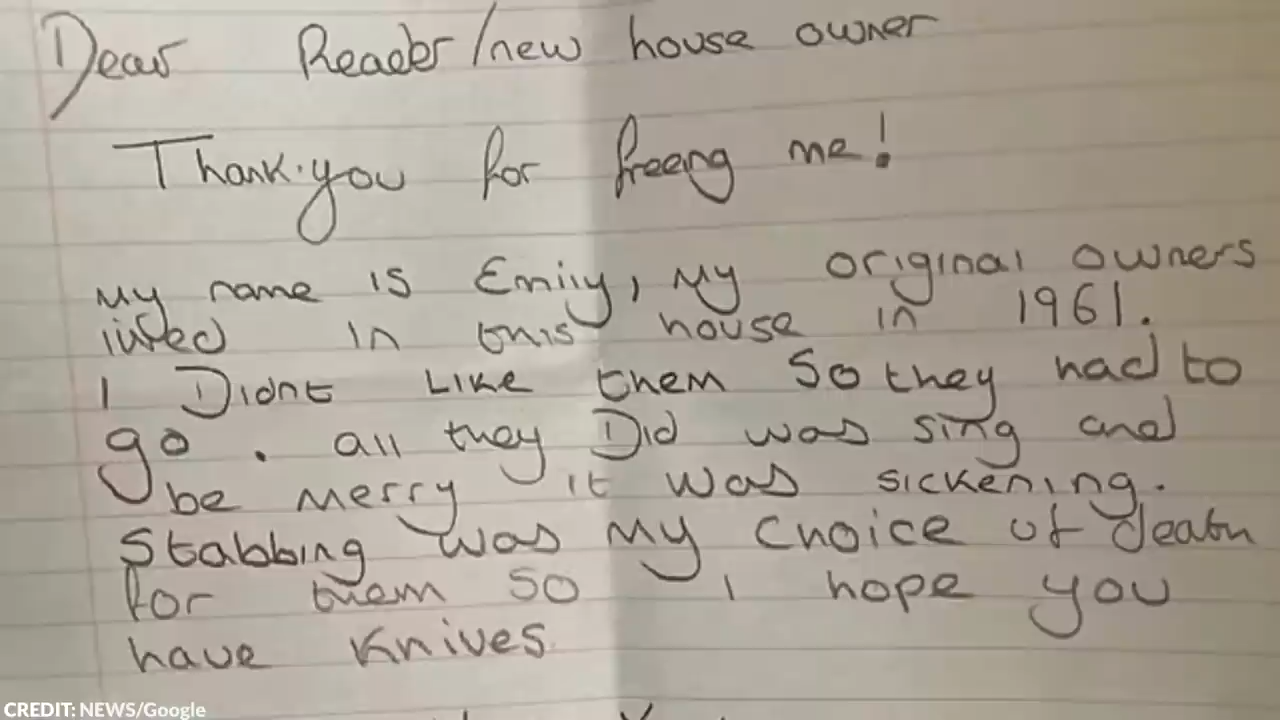 Dear Reader/new house owner
Thank.you for freeing me!
My name is Emily, My original owners
lived in this house in 1961.
I Didnt Like them So they had to
go. all they Did was sing and
be merry it was sickening.
Stabbing was my choice of death
for them so I hope you
have Knives.
CREDIT: NEWS/Google